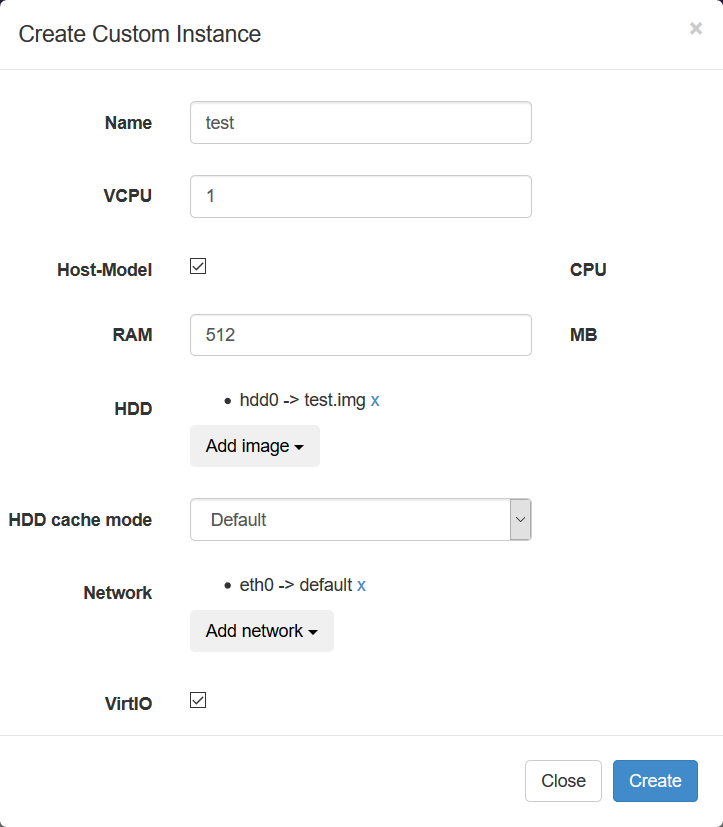 Create Custom Instance ×
Name test
VCPU 1
Host-Model CPU
RAM 512 MB
HDD • hdd0 -> test.img x
Add image
HDD cache mode Default
Network • eth0 -> default x
Add network
VirtIO
Close Create